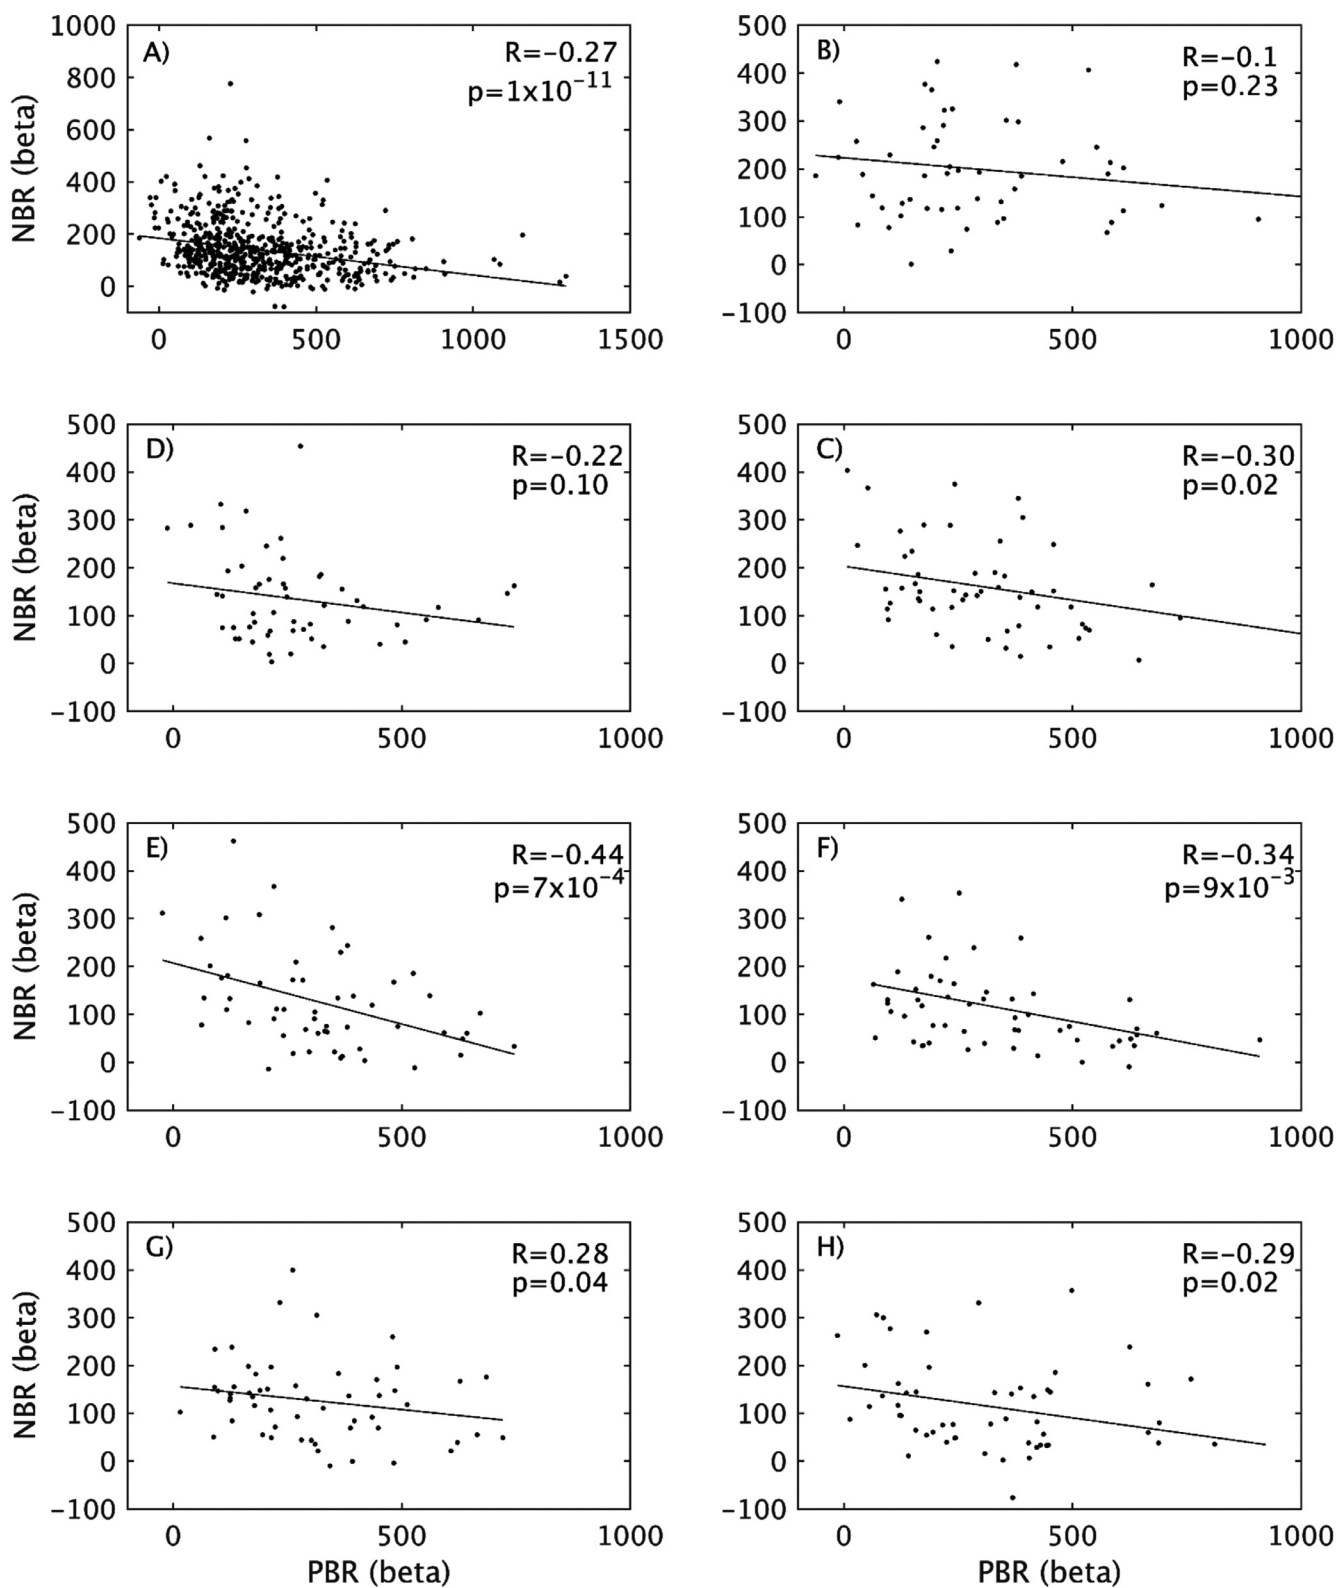 A)
R=−0.27
p=1x10⁻¹¹
NBR (beta)
1000
800
600
400
200
0
0 500 1000 1500
PBR (beta)
B)
R=−0.1
p=0.23
500
400
300
200
100
0
−100
0 500 1000
D)
R=−0.22
p=0.10
NBR (beta)
500
400
300
200
100
0
−100
0 500 1000
C)
R=−0.30
p=0.02
500
400
300
200
100
0
−100
0 500 1000
E)
R=−0.44
p=7x10⁻⁴
NBR (beta)
500
400
300
200
100
0
−100
0 500 1000
F)
R=−0.34
p=9x10⁻³
500
400
300
200
100
0
−100
0 500 1000
G)
R=0.28
p=0.04
NBR (beta)
500
400
300
200
100
0
−100
0 500 1000
PBR (beta)
H)
R=−0.29
p=0.02
500
400
300
200
100
0
−100
0 500 1000
PBR (beta)